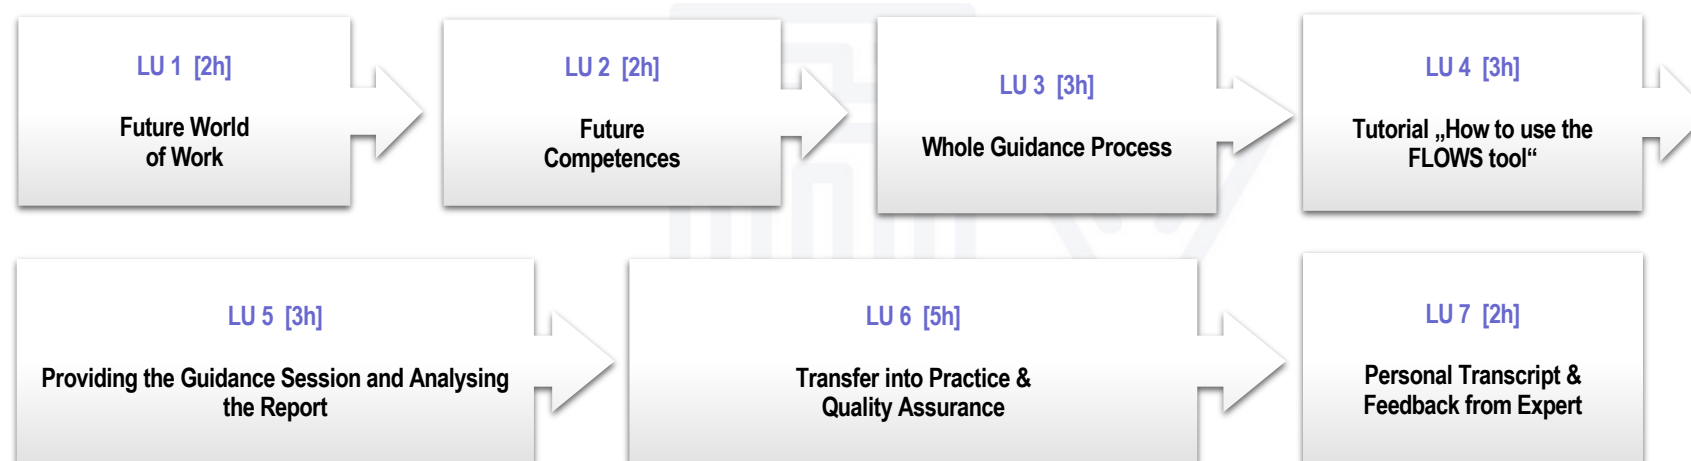 LU 1 [2h]
Future World
of Work
LU 2 [2h]
Future
Competences
LU 3 [3h]
Whole Guidance Process
LU 4 [3h]
Tutorial „How to use the
FLOWS tool“
LU 5 [3h]
Providing the Guidance Session and Analysing
the Report
LU 6 [5h]
Transfer into Practice &
Quality Assurance
LU 7 [2h]
Personal Transcript &
Feedback from Expert